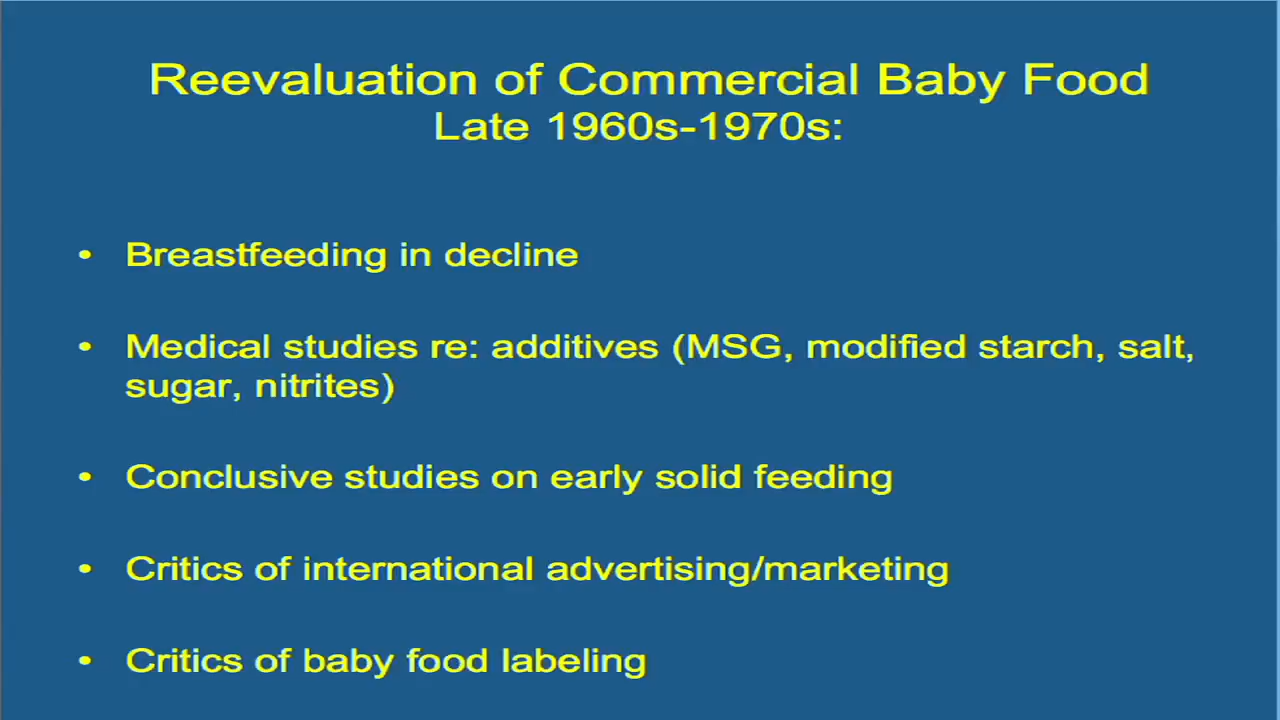 Reevaluation of Commercial Baby Food
Late 1960s-1970s:
• Breastfeeding in decline
• Medical studies re: additives (MSG, modified starch, salt,
sugar, nitrites)
• Conclusive studies on early solid feeding
• Critics of international advertising/marketing
• Critics of baby food labeling